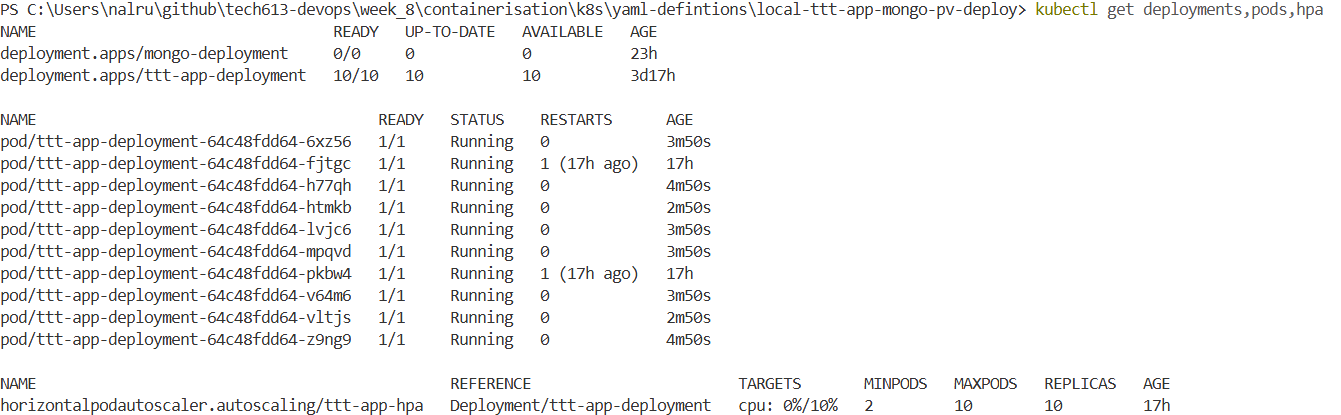 PS C:\Users\nalru\github\tech613-devops\week_8\containerisation\k8s\yaml-defintions\local-ttt-app-mongo-pv-deploy> kubectl get deployments,pods,hpa
NAME READY UP-TO-DATE AVAILABLE AGE
deployment.apps/mongo-deployment 0/0 0 0 23h
deployment.apps/ttt-app-deployment 10/10 10 10 3d17h
NAME READY STATUS RESTARTS AGE
pod/ttt-app-deployment-64c48fdd64-6xz56 1/1 Running 0 3m50s
pod/ttt-app-deployment-64c48fdd64-fjtgc 1/1 Running 1 (17h ago) 17h
pod/ttt-app-deployment-64c48fdd64-h77qh 1/1 Running 0 4m50s
pod/ttt-app-deployment-64c48fdd64-htmkb 1/1 Running 0 2m50s
pod/ttt-app-deployment-64c48fdd64-lvjc6 1/1 Running 0 3m50s
pod/ttt-app-deployment-64c48fdd64-mpqvd 1/1 Running 0 3m50s
pod/ttt-app-deployment-64c48fdd64-pkbw4 1/1 Running 1 (17h ago) 17h
pod/ttt-app-deployment-64c48fdd64-v64m6 1/1 Running 0 3m50s
pod/ttt-app-deployment-64c48fdd64-vltjs 1/1 Running 0 2m50s
pod/ttt-app-deployment-64c48fdd64-z9ng9 1/1 Running 0 4m50s
NAME REFERENCE TARGETS MINPODS MAXPODS REPLICAS AGE
horizontalpodautoscaler.autoscaling/ttt-app-hpa Deployment/ttt-app-deployment cpu: 0%/10% 2 10 10 17h